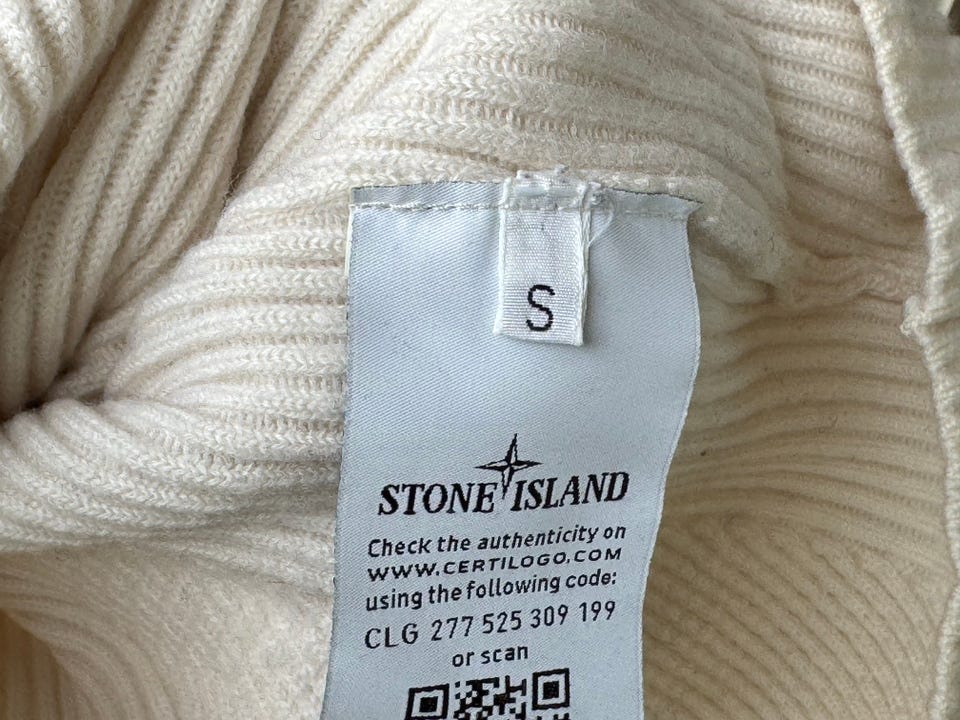 S
STONE ISLAND
Check the authenticity on
WWW.CERTILOGO.COM
using the following code:
CLG 277 525 309 199
or scan